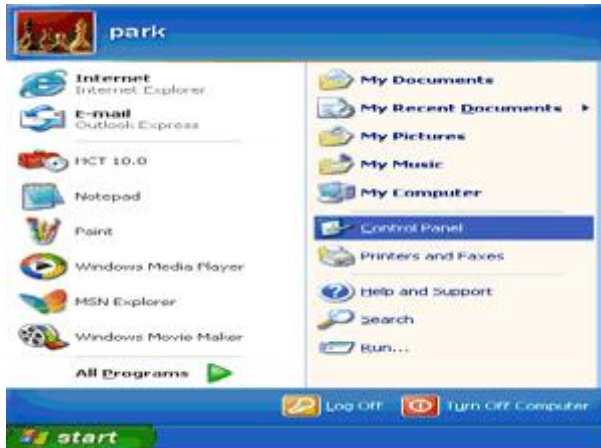 park
Internet
Internet Explorer
E-mail
Outlook Express
HCT 10.0
Notepad
Paint
Windows Media Player
MSN Explorer
Windows Movie Maker
All Programs
My Documents
My Recent Documents
My Pictures
My Music
My Computer
Control Panel
Printers and Faxes
Help and Support
Search
Run...
Log Off
Turn Off Computer
start